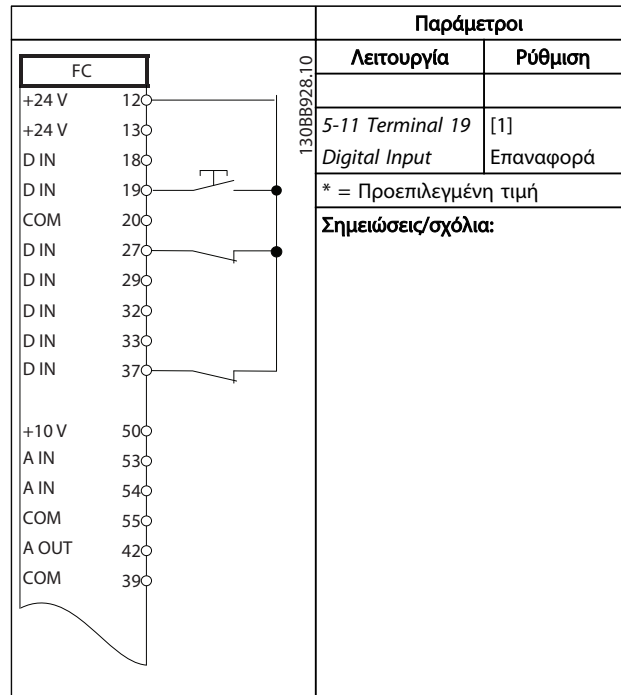 Παράμετροι
Λειτουργία Ρύθμιση
FC
+24 V 12
+24 V 13
D IN 18
D IN 19
COM 20
D IN 27
D IN 29
D IN 32
D IN 33
D IN 37
+10 V 50
A IN 53
A IN 54
COM 55
A OUT 42
COM 39
130BB928.10
5-11 Terminal 19 [1]
Digital Input Επαναφορά
* = Προεπιλεγμένη τιμή
Σημειώσεις/σχόλια: